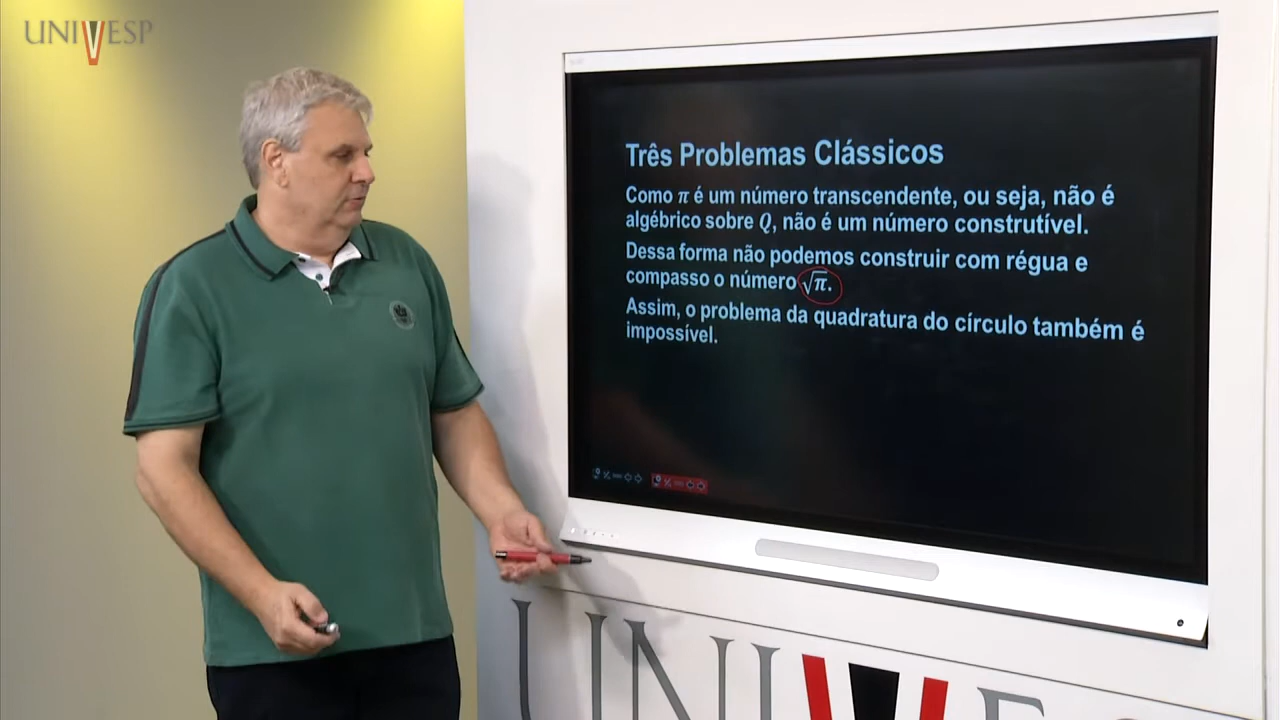 UNIVESP
Três Problemas Clássicos
Como π é um número transcendente, ou seja, não é
algébrico sobre Q, não é um número construtível.
Dessa forma não podemos construir com régua e
compasso o número √π.
Assim, o problema da quadratura do círculo também é
impossível.
UNIVE